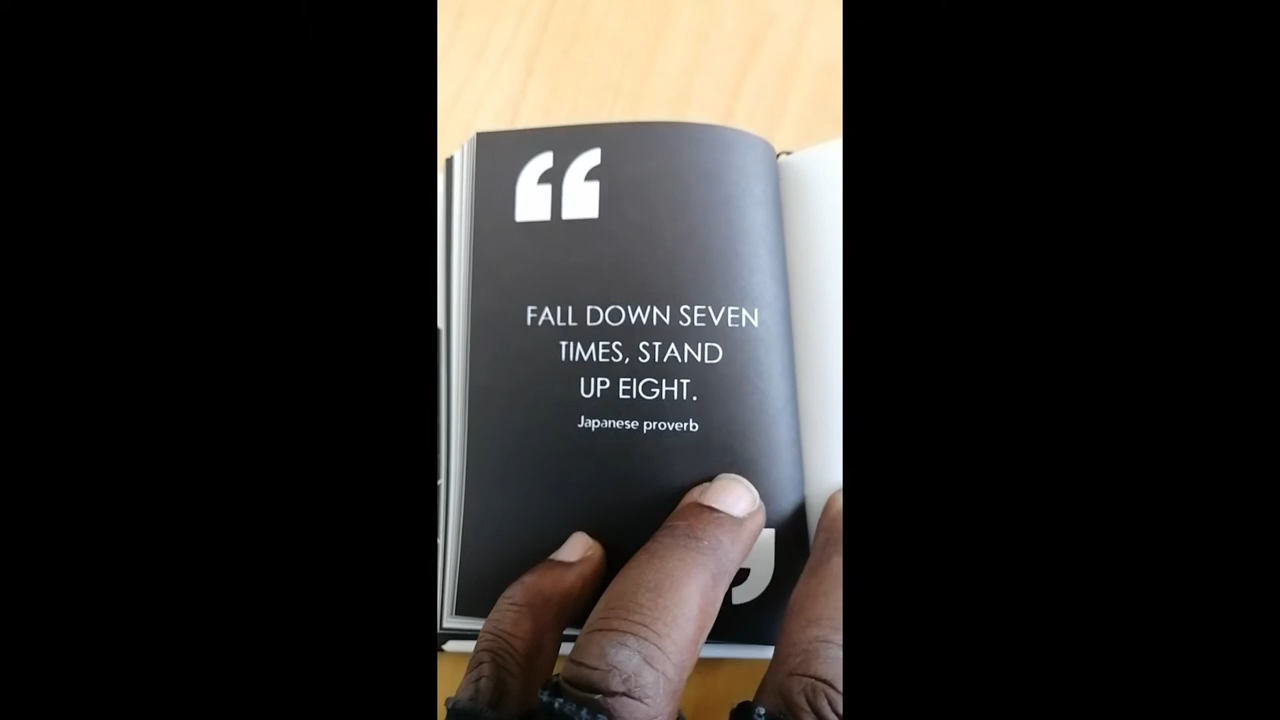 “
FALL DOWN SEVEN
TIMES, STAND
UP EIGHT.
Japanese proverb
”